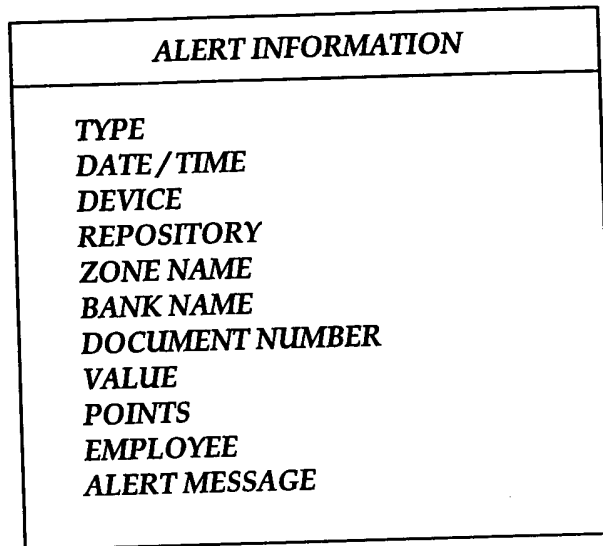 ALERT INFORMATION
TYPE
DATE / TIME
DEVICE
REPOSITORY
ZONE NAME
BANK NAME
DOCUMENT NUMBER
VALUE
POINTS
EMPLOYEE
ALERT MESSAGE